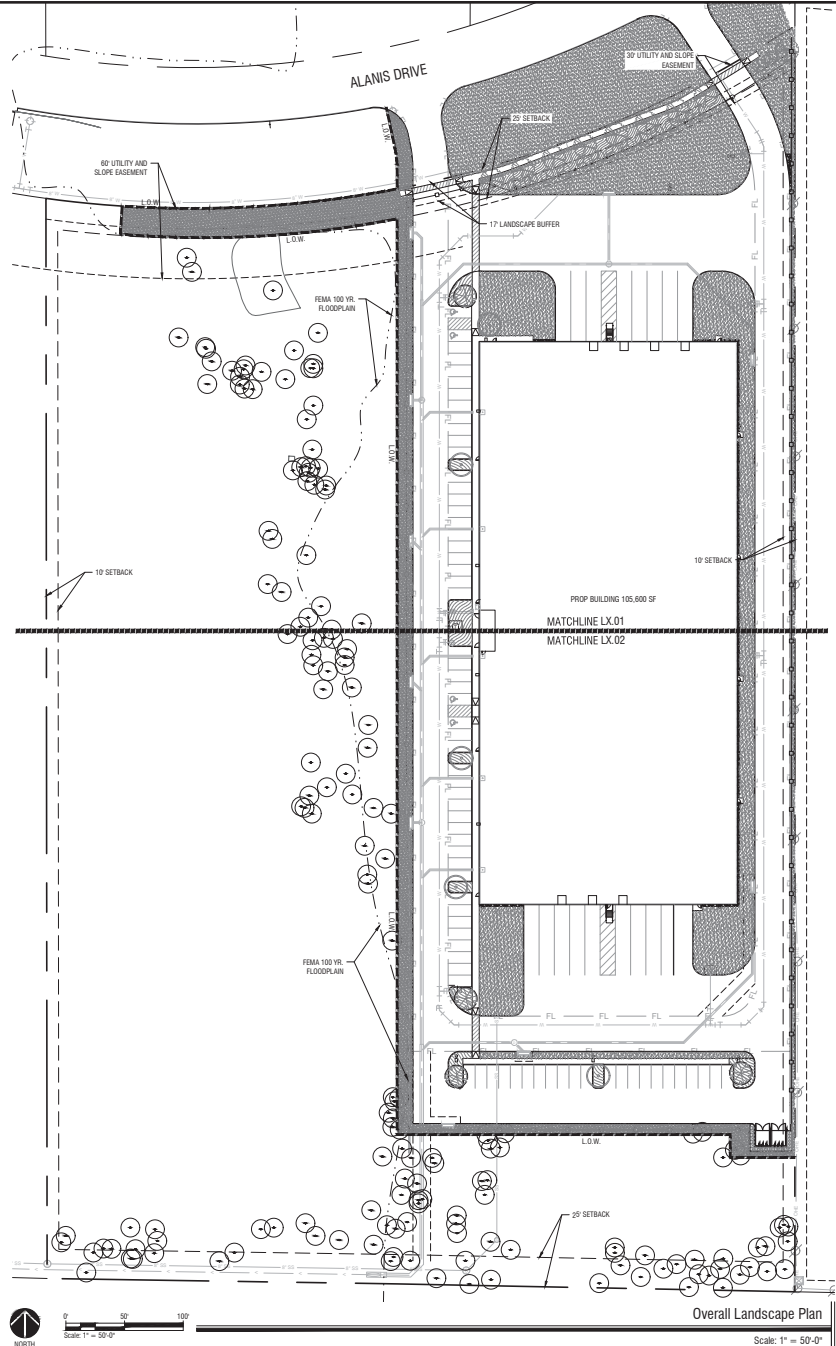 ALANIS DRIVE
30' UTILITY AND SLOPE
EASEMENT
25' SETBACK
60' UTILITY AND
SLOPE EASEMENT
L.O.W.
L.O.W.
L.O.W.
17' LANDSCAPE BUFFER
FEMA 100 YR.
FLOODPLAIN
L.O.W.
10' SETBACK
10' SETBACK
PROP BUILDING 105,600 SF
MATCHLINE LX.01
MATCHLINE LX.02
L.O.W.
FEMA 100 YR.
FLOODPLAIN
FL
FL
FL
FL
L.O.W.
25' SETBACK
NORTH
0' 50' 100'
Scale: 1" = 50'-0"
Overall Landscape Plan
Scale: 1" = 50'-0"